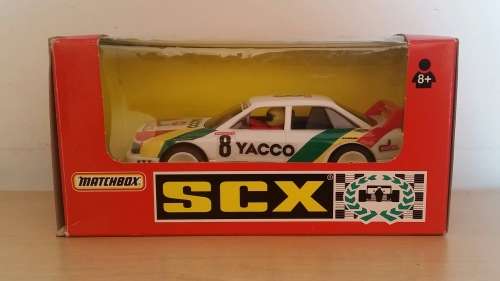 8+
8 YACCO
MATCHBOX
SCX®